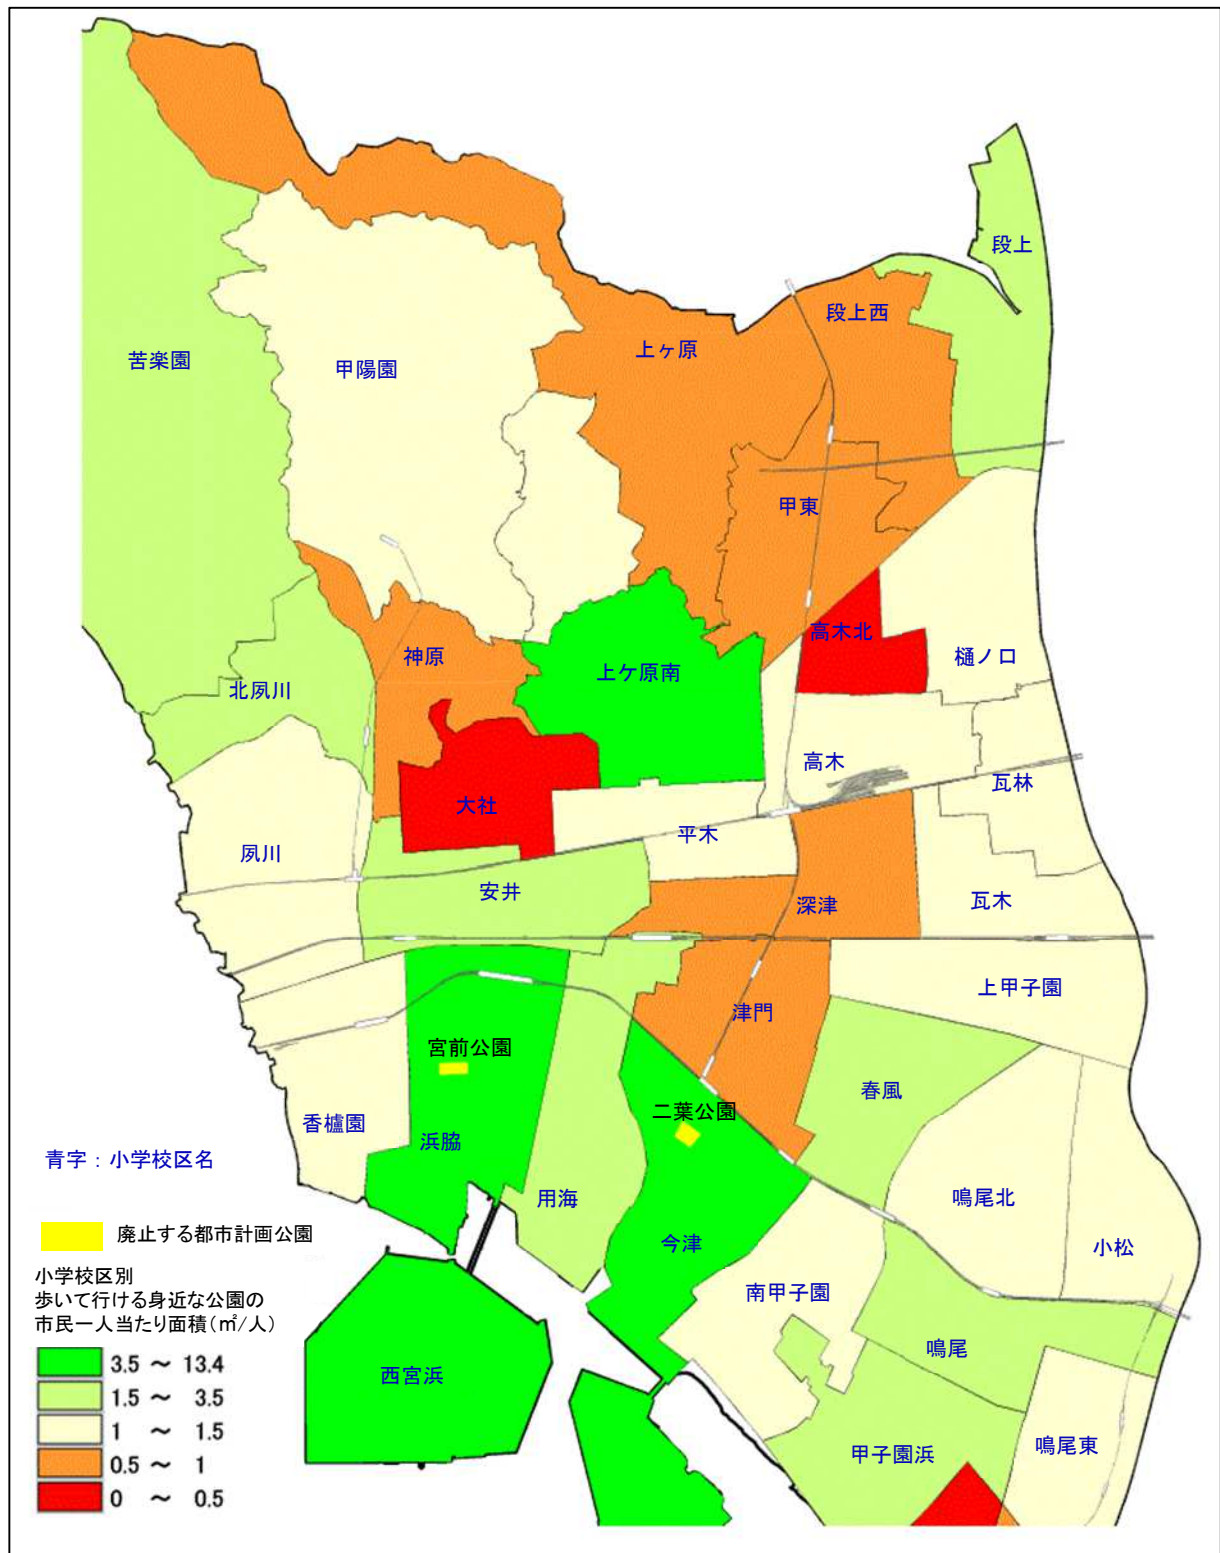 段上
段上西
上ヶ原
苦楽園
甲陽園
甲東
高木北
樋ノ口
神原
上ケ原南
北夙川
高木
瓦林
大社
平木
夙川
安井
深津
瓦木
上甲子園
津門
宮前公園
春風
二葉公園
香櫨園
浜脇
青字：小学校区名
用海
鳴尾北
廃止する都市計画公園
今津
小松
小学校区別
歩いて行ける身近な公園の
市民一人当たり面積（㎡/人）
南甲子園
鳴尾
西宮浜
3.5 ～ 13.4
1.5 ～ 3.5
1 ～ 1.5
甲子園浜
鳴尾東
0.5 ～ 1
0 ～ 0.5